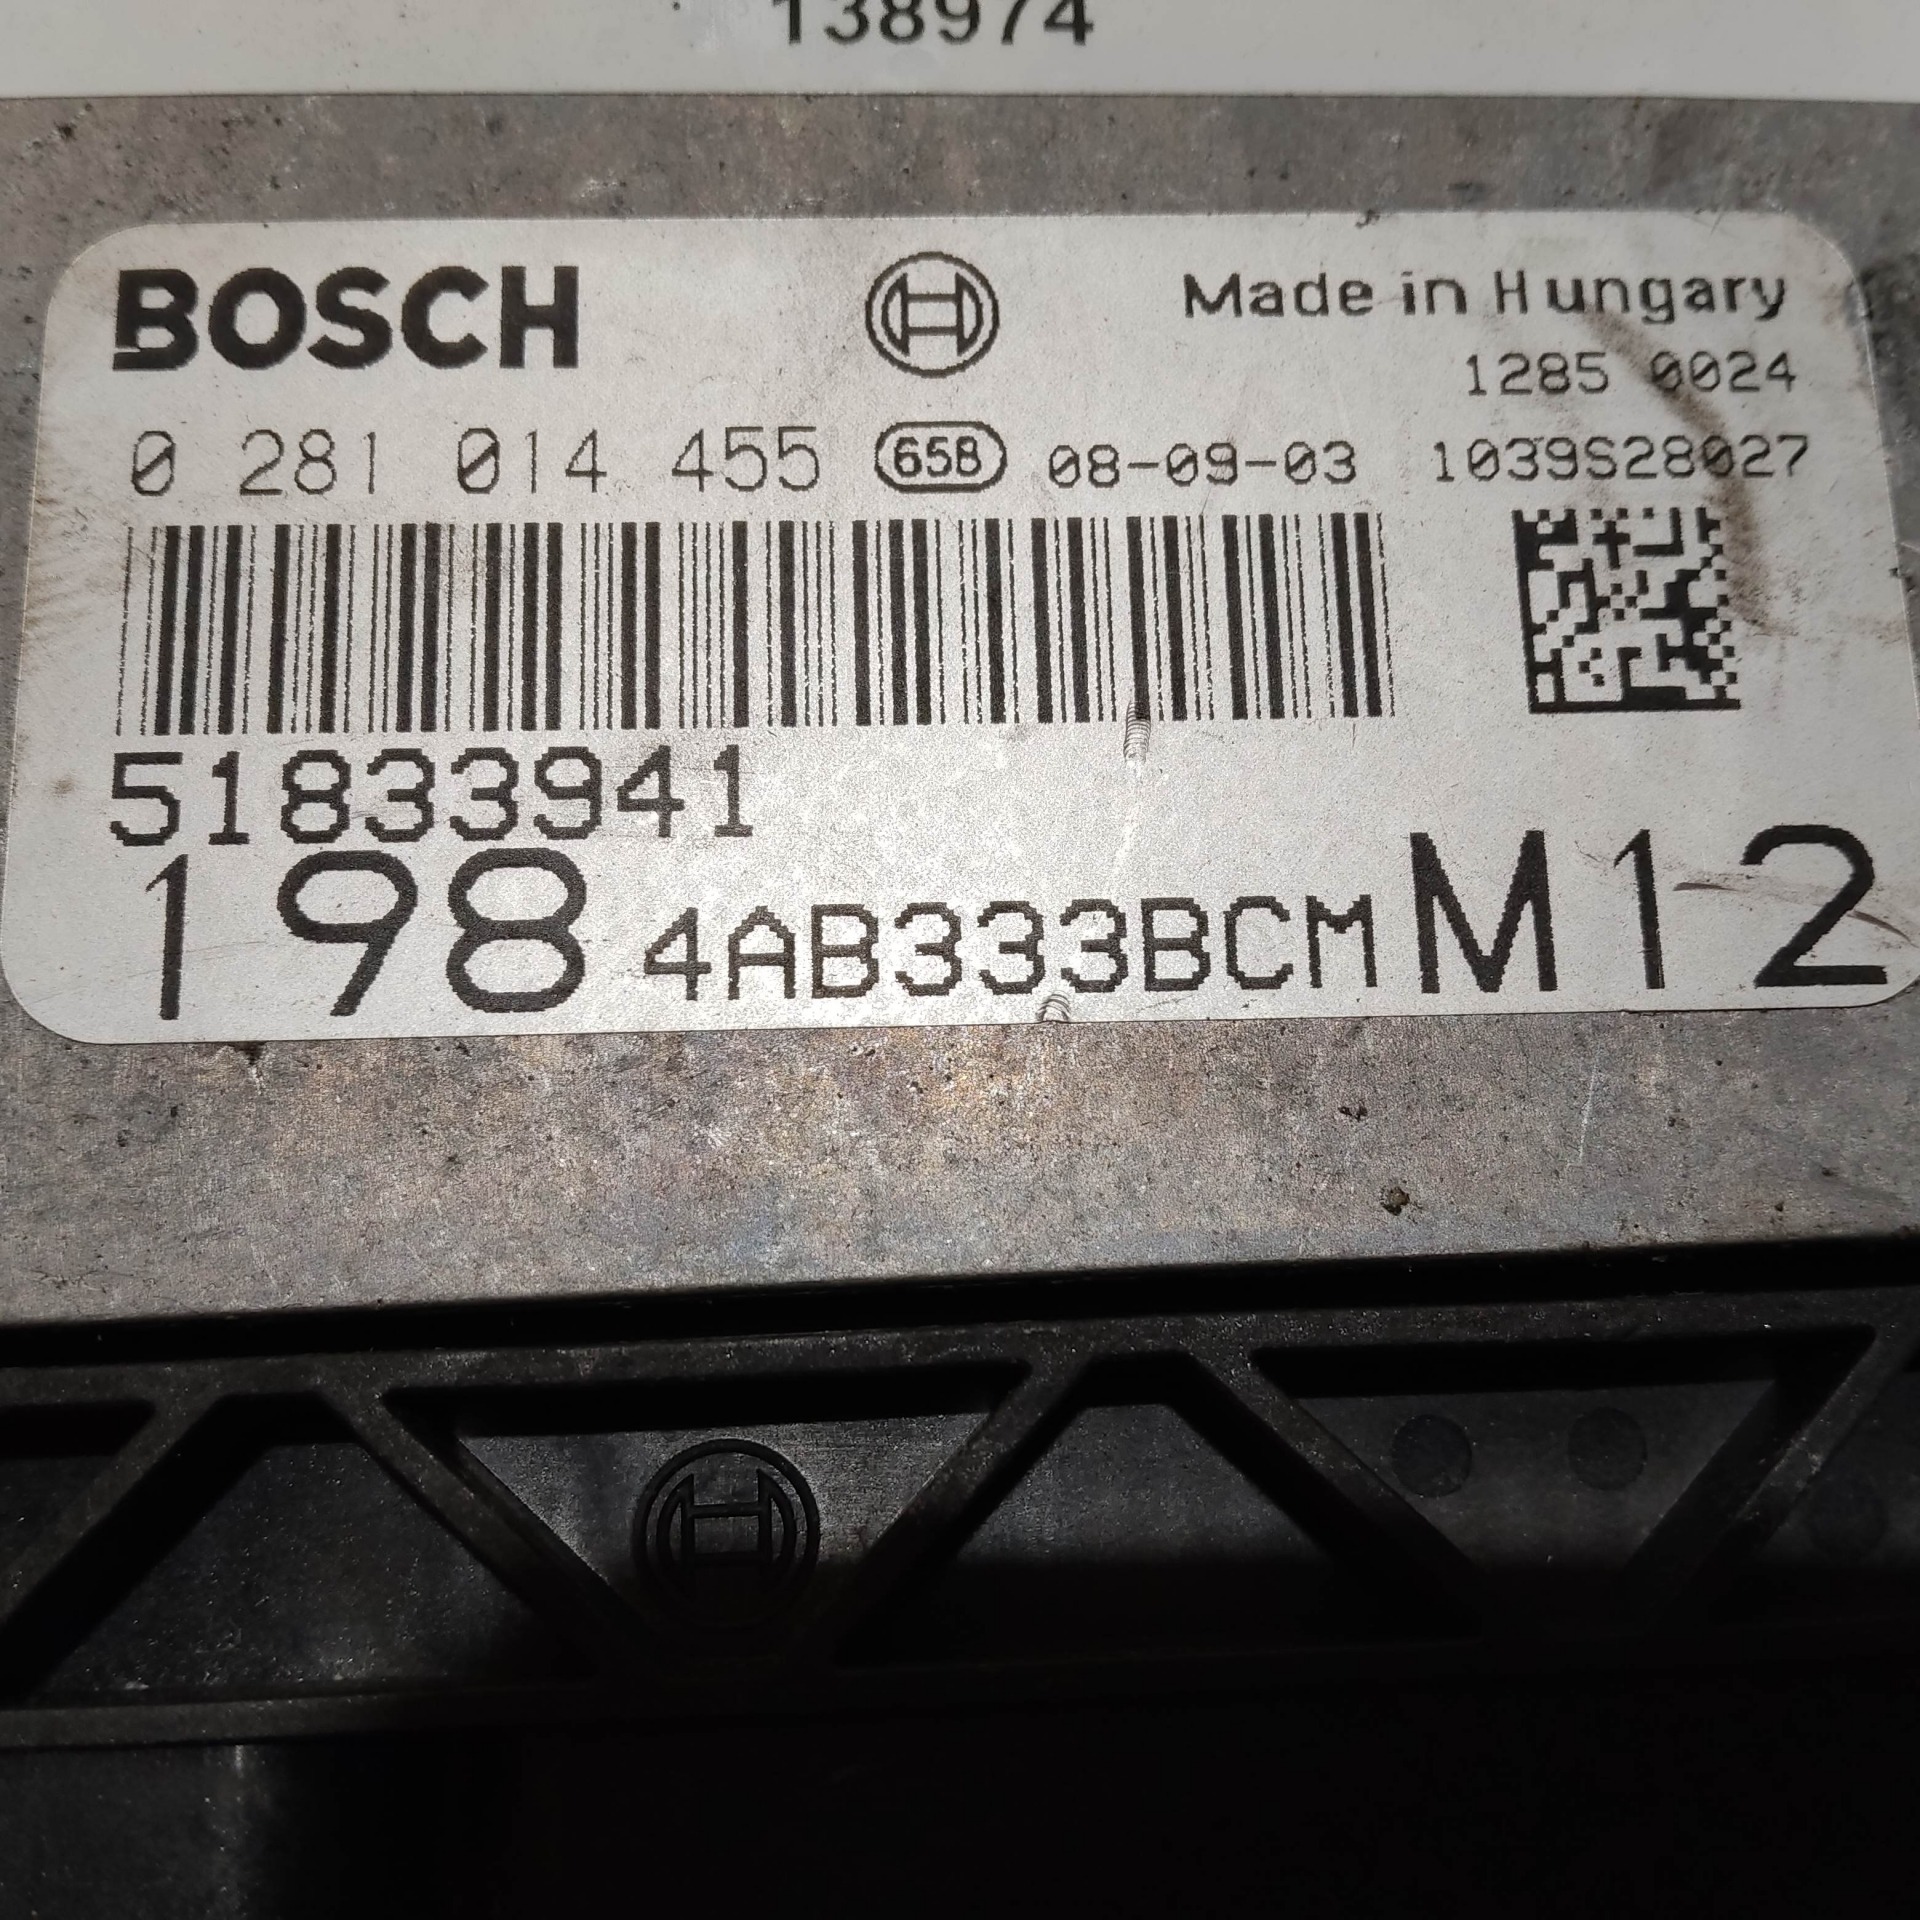 138974
BOSCH Made in Hungary
1285 0024
0 281 014 455 658 08-09-03 1039S28027
51833941
198 4AB333BCM M12